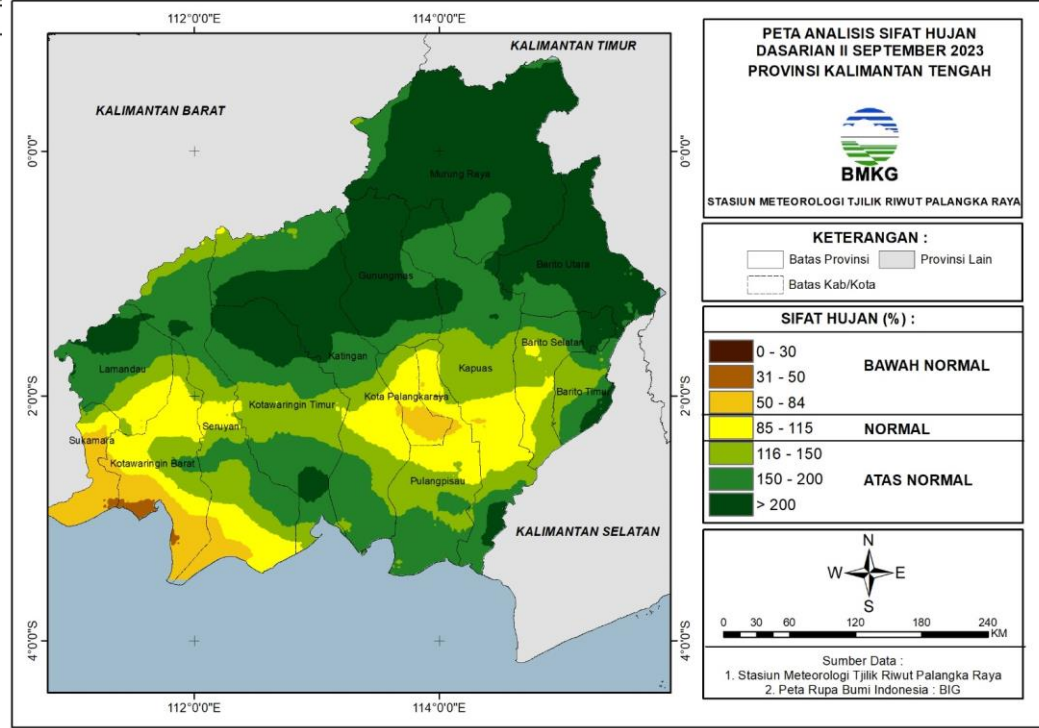 112°0'0"E
114°0'0"E
KALIMANTAN TIMUR
KALIMANTAN BARAT
0°0'0"
0°0'0"
Murung Raya
Gunungmas
Barito Utara
Katingan
Barito Selatan
Lamandau
Kapuas
Barito Timur
2°0'0"S
2°0'0"S
Kotawaringin Timur
Kota Palangkaraya
Seruyan
Sukamara
Kotawaringin Barat
Pulangpisau
KALIMANTAN SELATAN
4°0'0"S
4°0'0"S
112°0'0"E
114°0'0"E
PETA ANALISIS SIFAT HUJAN
DASARIAN II SEPTEMBER 2023
PROVINSI KALIMANTAN TENGAH
BMKG
STASIUN METEOROLOGI TJILIK RIWUT PALANGKA RAYA
KETERANGAN :
Batas Provinsi
Provinsi Lain
Batas Kab/Kota
SIFAT HUJAN (%) :
0 - 30
31 - 50
BAWAH NORMAL
50 - 84
85 - 115
NORMAL
116 - 150
150 - 200
ATAS NORMAL
> 200
N
W E
S
0 30 60 120 180 240
KM
Sumber Data :
1. Stasiun Meteorologi Tjilik Riwut Palangka Raya
2. Peta Rupa Bumi Indonesia : BIG